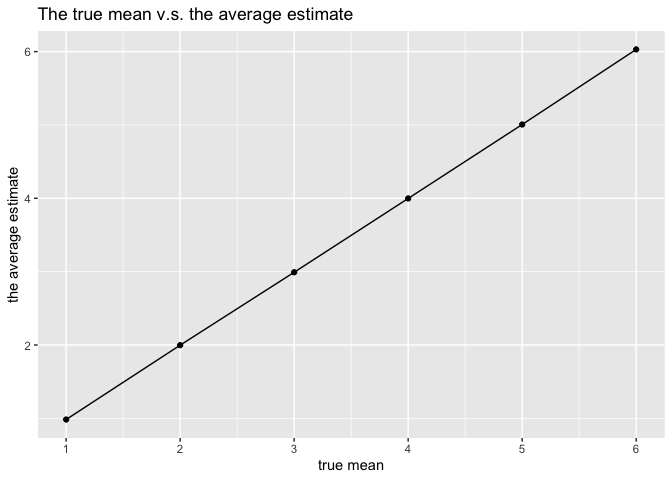 The true mean v.s. the average estimate
6
4
2
the average estimate
1 2 3 4 5 6
true mean